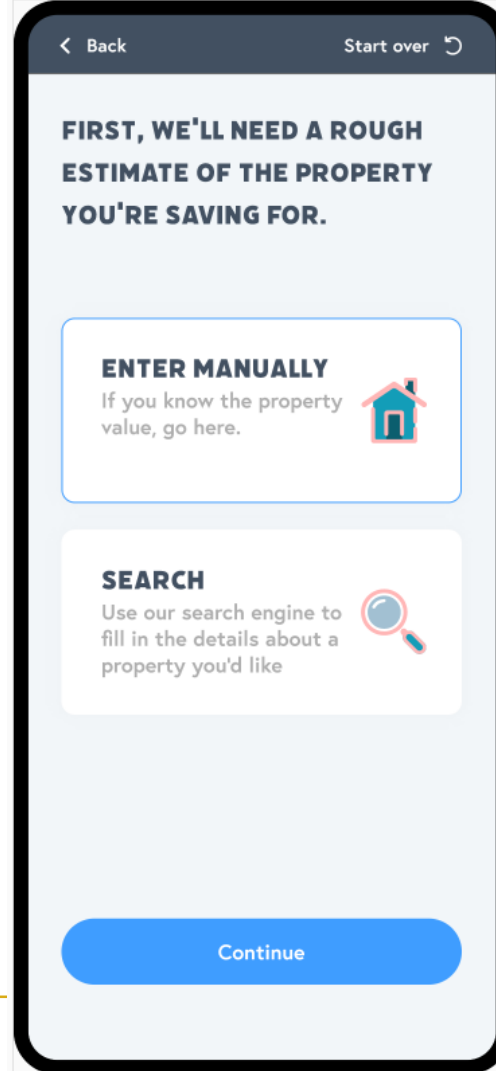 Back
Start over
FIRST, WE'LL NEED A ROUGH
ESTIMATE OF THE PROPERTY
YOU'RE SAVING FOR.
ENTER MANUALLY
If you know the property
value, go here.
SEARCH
Use our search engine to
fill in the details about a
property you'd like
Continue